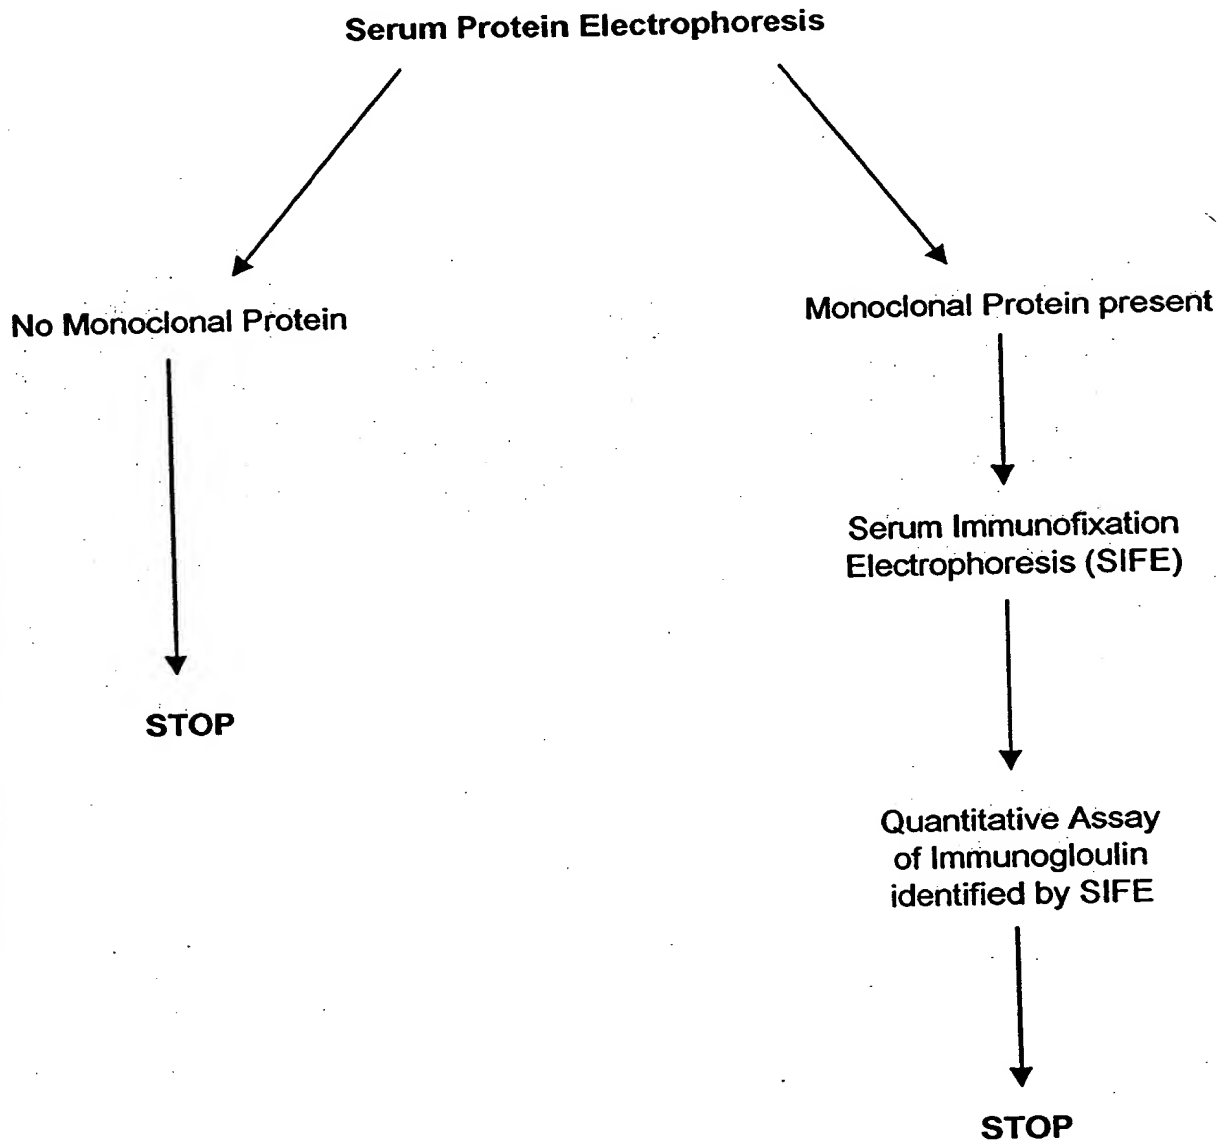 Serum Protein Electrophoresis
No Monoclonal Protein
Monoclonal Protein present
Serum Immunofixation
Electrophoresis (SIFE)
STOP
Quantitative Assay
of Immunogloulin
identified by SIFE
STOP